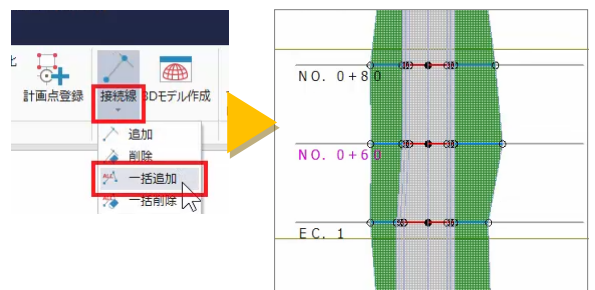 計画点登録
接続線
3Dモデル作成
追加
削除
一括追加
一括削除
NO. 0+80
NO. 0+60
EC. 1